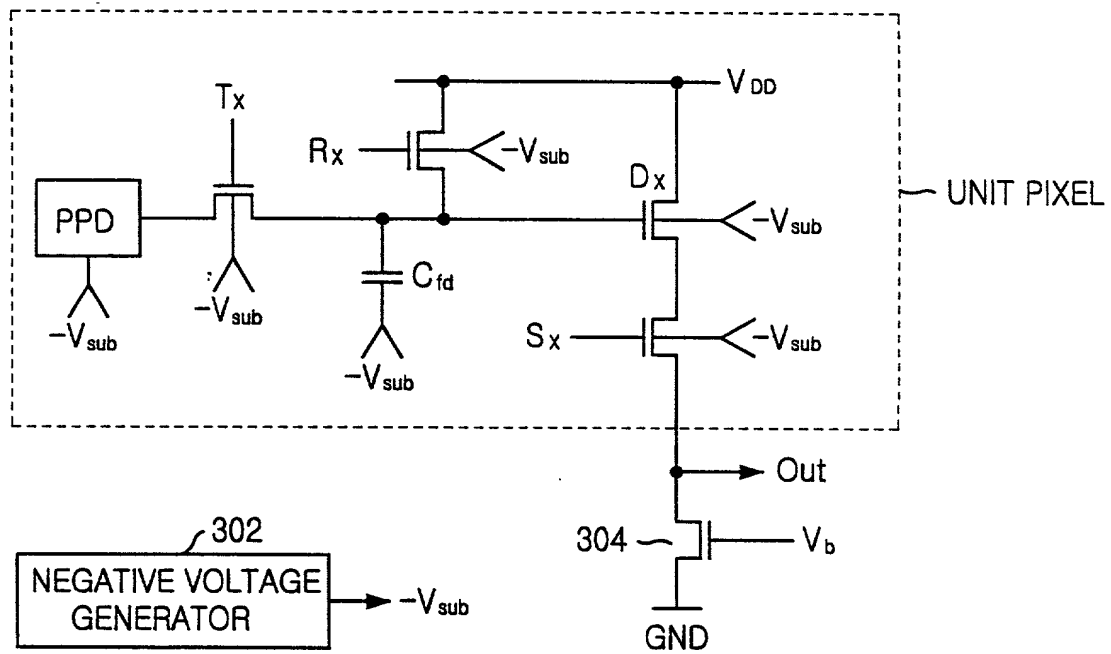 VDD
Tx
Rx
-Vsub
Dx
UNIT PIXEL
PPD
-Vsub
-Vsub
Cfd
-Vsub
Sx
-Vsub
-Vsub
Out
302
304
Vb
NEGATIVE VOLTAGE
GENERATOR
-Vsub
GND